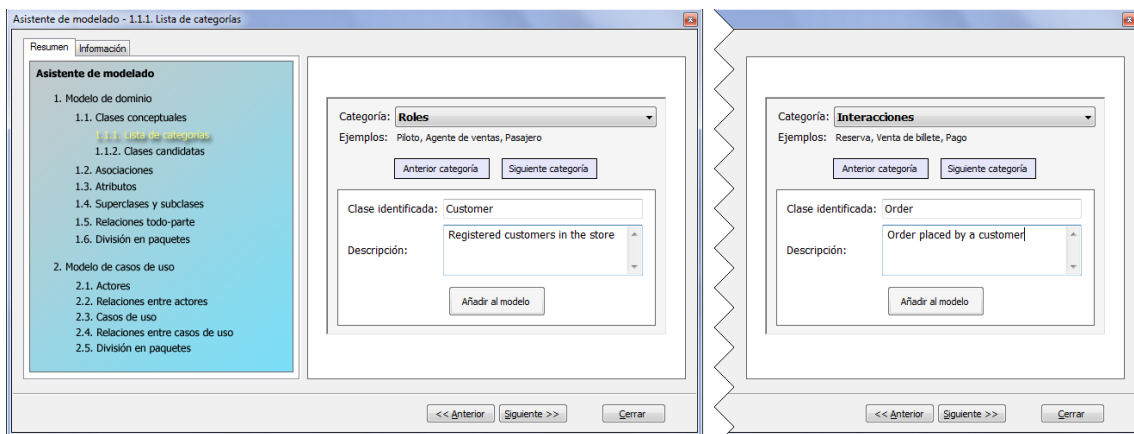 Asistente de modelado - 1.1.1. Lista de categorías
Resumen
Información
Asistente de modelado
1. Modelo de dominio
1.1. Clases conceptuales
1.1.1. Lista de categorías
1.1.2. Clases candidatas
1.2. Asociaciones
1.3. Atributos
1.4. Superclases y subclases
1.5. Relaciones todo-parte
1.6. División en paquetes
2. Modelo de casos de uso
2.1. Actores
2.2. Relaciones entre actores
2.3. Casos de uso
2.4. Relaciones entre casos de uso
2.5. División en paquetes
Categoría: Roles
Ejemplos: Piloto, Agente de ventas, Pasajero
Anterior categoría
Siguiente categoría
Clase identificada: Customer
Descripción: Registered customers in the store
Añadir al modelo
<< Anterior
Siguiente >>
Cerrar
Categoría: Interacciones
Ejemplos: Reserva, Venta de billete, Pago
Anterior categoría
Siguiente categoría
Clase identificada: Order
Descripción: Order placed by a customer
Añadir al modelo
<< Anterior
Siguiente >>
Cerrar